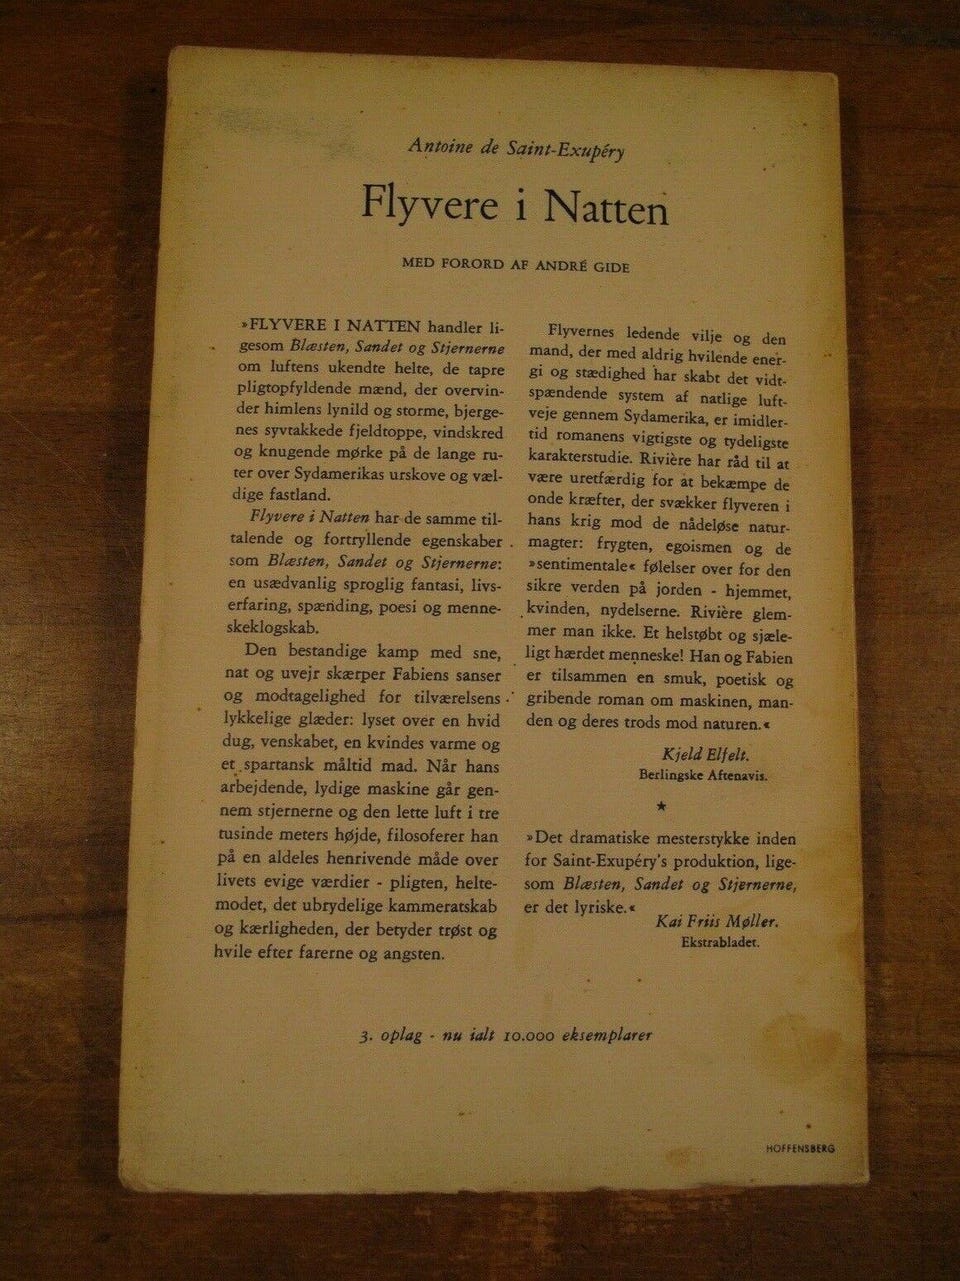 Antoine de Saint-Exupéry
Flyvere i Natten
MED FORORD AF ANDRÉ GIDE
»FLYVERE I NATTEN handler li-
gesom Blæsten, Sandet og Stjernerne
om luftens ukendte helte, de tapre
pligtopfyldende mænd, der overvin-
der himlens lynild og storme, bjerge-
nes syvtakkede fjeldtoppe, vindskred
og knugende mørke på de lange ru-
ter over Sydamerikas urskove og væl-
dige fastland.
Flyvere i Natten har de samme til-
talende og fortryllende egenskaber
som Blæsten, Sandet og Stjernerne:
en usædvanlig sproglig fantasi, livs-
erfaring, spænding, poesi og menne-
skeklogskab.
Den bestandige kamp med sne,
nat og uvejr skærper Fabiens sanser
og modtagelighed for tilværelsens
lykkelige glæder: lyset over en hvid
dug, venskabet, en kvindes varme og
et spartansk måltid mad. Når hans
arbejdende, lydige maskine går gen-
nem stjernerne og den lette luft i tre
tusinde meters højde, filosoferer han
på en aldeles henrivende måde over
livets evige værdier - pligten, helte-
modet, det ubrydelige kammeratskab
og kærligheden, der betyder trøst og
hvile efter farerne og angsten.
Flyvernes ledende vilje og den
mand, der med aldrig hvilende ener-
gi og stædighed har skabt det vidt-
spændende system af natlige luft-
veje gennem Sydamerika, er imidler-
tid romanens vigtigste og tydeligste
karakterstudie. Rivière har råd til at
være uretfærdig for at bekæmpe de
onde kræfter, der svækker flyveren i
hans krig mod de nådeløse natur-
magter: frygten, egoismen og de
»sentimentale« følelser over for den
sikre verden på jorden - hjemmet,
kvinden, nydelserne. Rivière glem-
mer man ikke. Et helstøbt og sjæle-
ligt hærdet menneske! Han og Fabien
er tilsammen en smuk, poetisk og
gribende roman om maskinen, man-
den og deres trods mod naturen.«
Kjeld Elfelt.
Berlingske Aftenavis.
★
»Det dramatiske mesterstykke inden
for Saint-Exupéry's produktion, lige-
som Blæsten, Sandet og Stjernerne,
er det lyriske.«
Kai Friis Møller.
Ekstrabladet.
3. oplag - nu ialt 10.000 eksemplarer
HOFFENSBERG